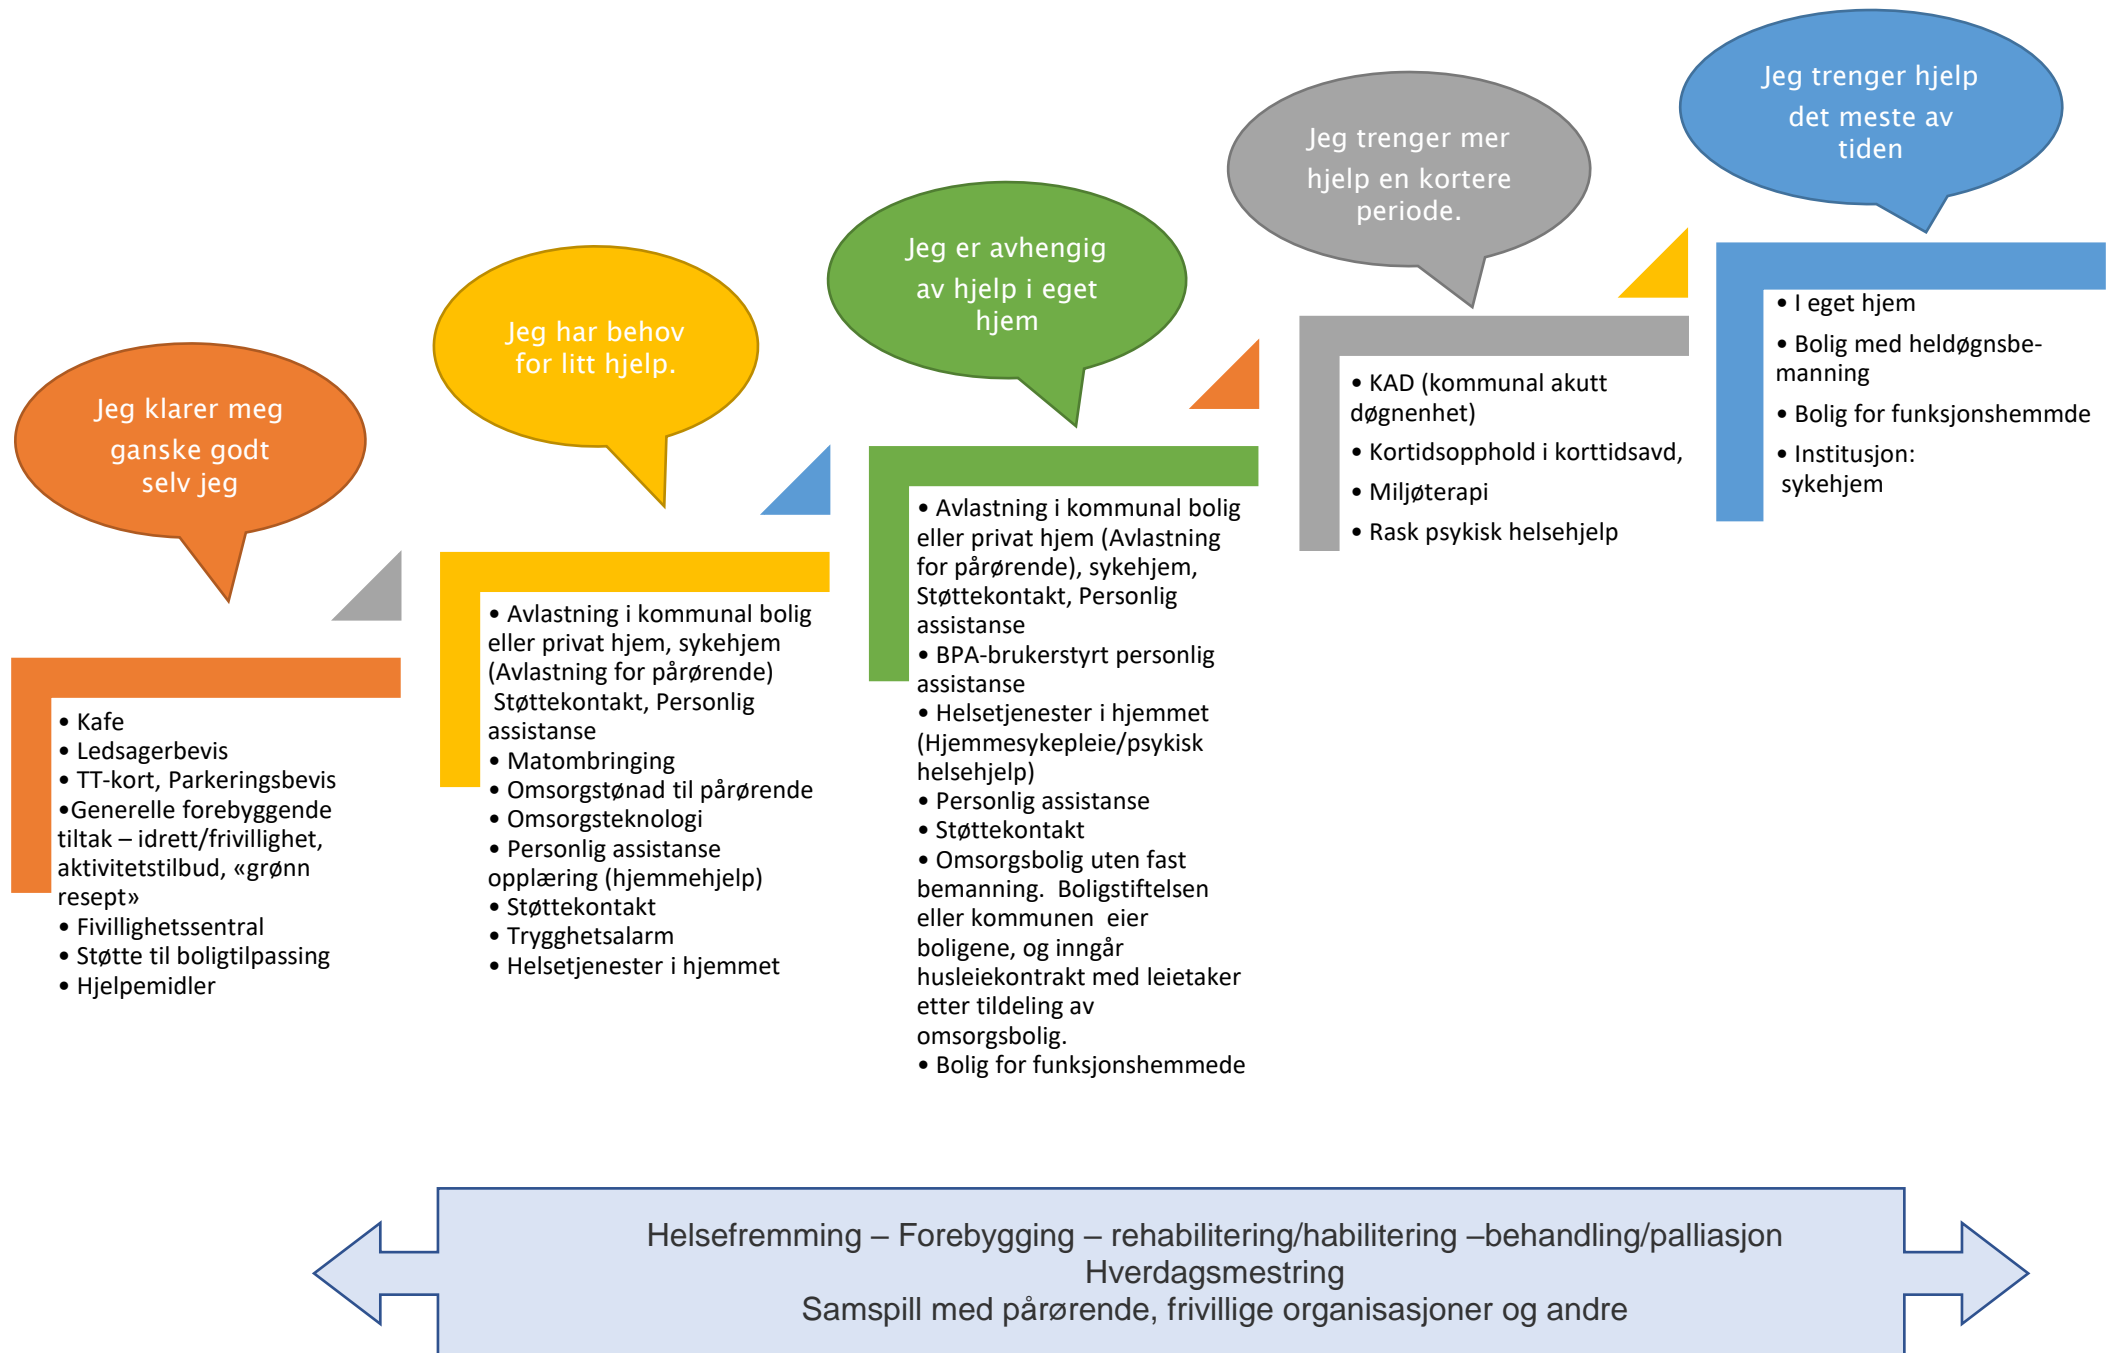 Jeg klarer meg
ganske godt
selv jeg
• Kafe
• Ledsagerbevis
• TT-kort, Parkeringsbevis
•Generelle forebyggende
tiltak – idrett/frivillighet,
aktivitetstilbud, «grønn
resept»
• Fivillighetssentral
• Støtte til boligtilpassing
• Hjelpemidler
Jeg har behov
for litt hjelp.
• Avlastning i kommunal bolig
eller privat hjem, sykehjem
(Avlastning for pårørende)
Støttekontakt, Personlig
assistanse
• Matombringing
• Omsorgstønad til pårørende
• Omsorgsteknologi
• Personlig assistanse
opplæring (hjemmehjelp)
• Støttekontakt
• Trygghetsalarm
• Helsetjenester i hjemmet
Jeg er avhengig
av hjelp i eget
hjem
• Avlastning i kommunal bolig
eller privat hjem (Avlastning
for pårørende), sykehjem,
Støttekontakt, Personlig
assistanse
• BPA-brukerstyrt personlig
assistanse
• Helsetjenester i hjemmet
(Hjemmesykepleie/psykisk
helsehjelp)
• Personlig assistanse
• Støttekontakt
• Omsorgsbolig uten fast
bemanning. Boligstiftelsen
eller kommunen eier
boligene, og inngår
husleiekontrakt med leietaker
etter tildeling av
omsorgsbolig.
• Bolig for funksjonshemmede
Jeg trenger mer
hjelp en kortere
periode.
• KAD (kommunal akutt
døgnenhet)
• Kortidsopphold i korttidsavd,
• Miljøterapi
• Rask psykisk helsehjelp
Jeg trenger hjelp
det meste av
tiden
• I eget hjem
• Bolig med heldøgnsbe-
manning
• Bolig for funksjonshemmde
• Institusjon:
sykehjem
Helsefremming – Forebygging – rehabilitering/habilitering –behandling/palliasjon
Hverdagsmestring
Samspill med pårørende, frivillige organisasjoner og andre